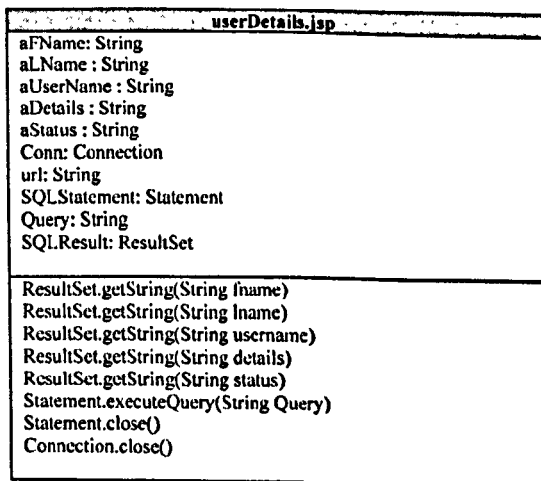 userDetails.jsp
aFName: String
aLName : String
aUserName : String
aDetails : String
aStatus : String
Conn: Connection
url: String
SQLStatement: Statement
Query: String
SQLResult: ResultSet
ResultSet.getString(String fname)
ResultSet.getString(String lname)
ResultSet.getString(String username)
ResultSet.getString(String details)
ResultSet.getString(String status)
Statement.executeQuery(String Query)
Statement.close()
Connection.close()